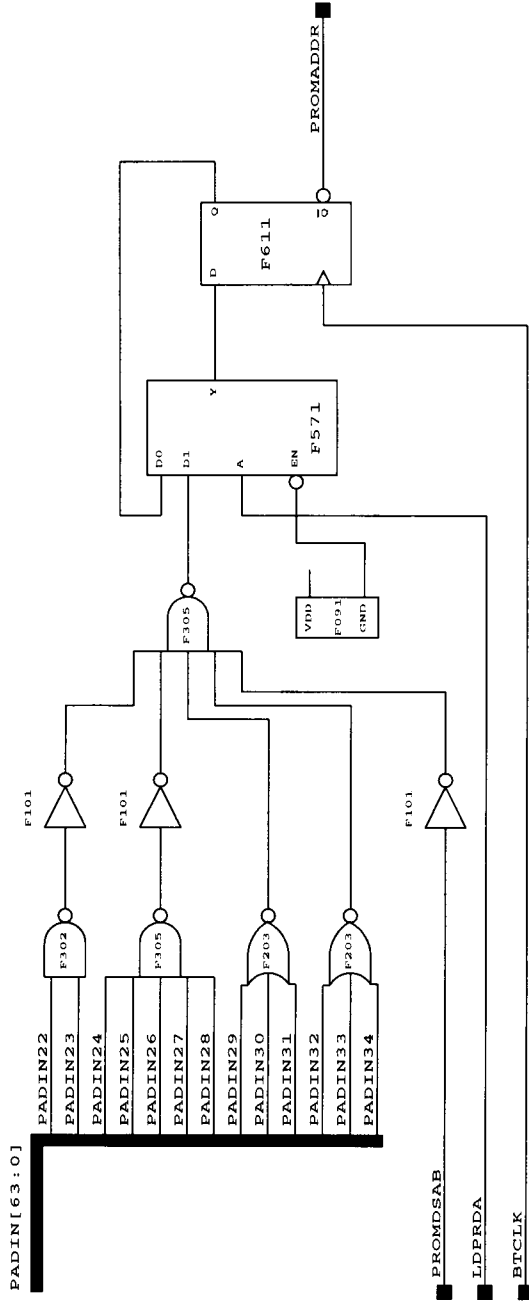 PADIN[63:0]
PADIN22
PADIN23
PADIN24
PADIN25
PADIN26
PADIN27
PADIN28
PADIN29
PADIN30
PADIN31
PADIN32
PADIN33
PADIN34
PROMDSAB
LDPRDA
BTCLK
F302
F305
F203
F203
F101
F101
F101
F305
VDD
F091
GND
D0
D1
A
EN
Y
F571
D
Q
F611
PROMADDR